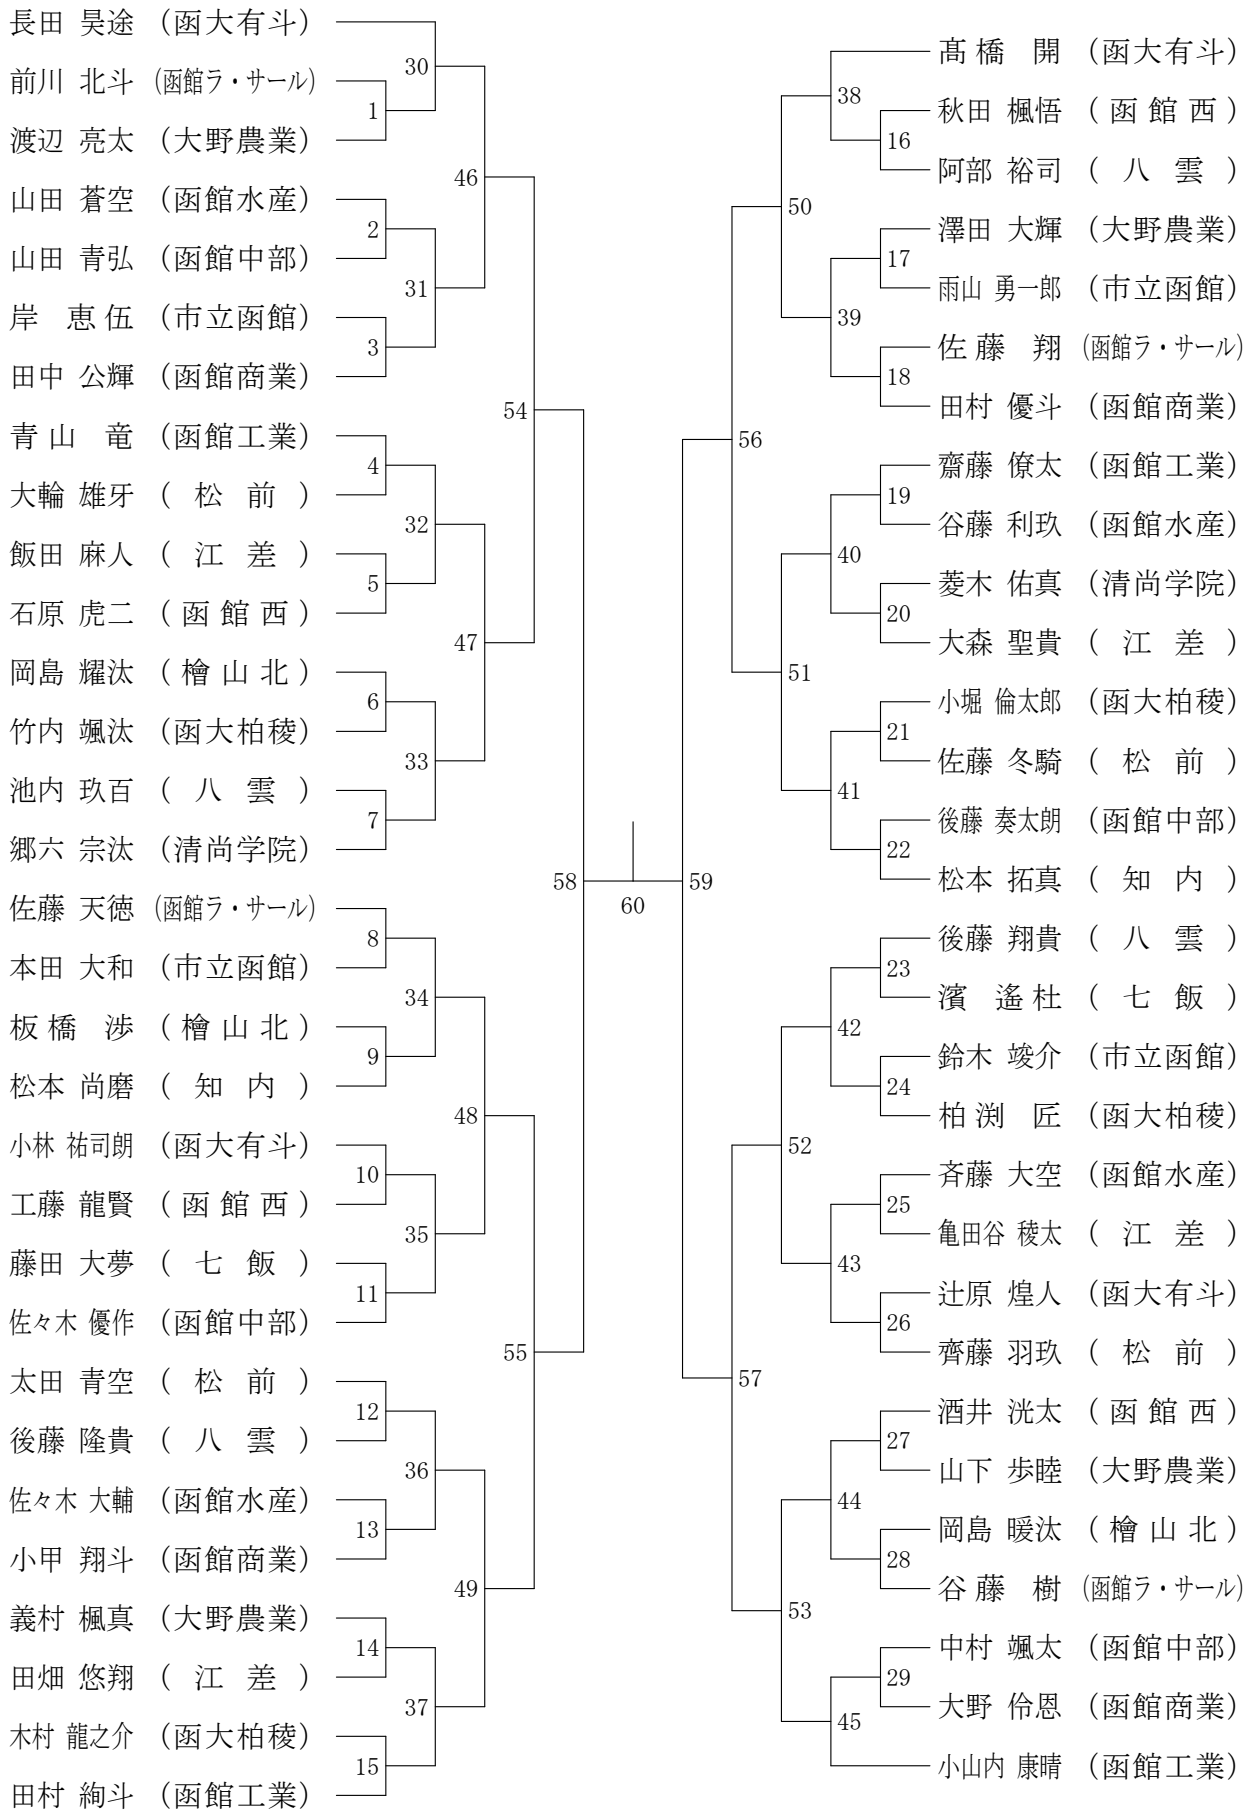 長田 昊途 (函大有斗)
前川 北斗 (函館ラ・サール)
渡辺 亮太 (大野農業)
山田 蒼空 (函館水産)
山田 青弘 (函館中部)
岸 恵伍 (市立函館)
田中 公輝 (函館商業)
青山 竜 (函館工業)
大輪 雄牙 (松前)
飯田 麻人 (江差)
石原 虎二 (函館西)
岡島 耀汰 (檜山北)
竹内 颯汰 (函大柏稜)
池内 玖百 (八雲)
郷六 宗汰 (清尚学院)
佐藤 天徳 (函館ラ・サール)
本田 大和 (市立函館)
板橋 渉 (檜山北)
松本 尚磨 (知内)
小林 祐司朗 (函大有斗)
工藤 龍賢 (函館西)
藤田 大夢 (七飯)
佐々木 優作 (函館中部)
太田 青空 (松前)
後藤 隆貴 (八雲)
佐々木 大輔 (函館水産)
小甲 翔斗 (函館商業)
義村 楓真 (大野農業)
田畑 悠翔 (江差)
木村 龍之介 (函大柏稜)
田村 絢斗 (函館工業)
1
2
3
4
5
6
7
8
9
10
11
12
13
14
15
30
31
32
33
34
35
36
37
46
47
48
49
54
55
58
60
59
56
57
50
51
52
53
38
39
40
41
42
43
44
45
16
17
18
19
20
21
22
23
24
25
26
27
28
29
髙橋 開 (函大有斗)
秋田 楓悟 (函館西)
阿部 裕司 (八雲)
澤田 大輝 (大野農業)
雨山 勇一郎 (市立函館)
佐藤 翔 (函館ラ・サール)
田村 優斗 (函館商業)
齋藤 僚太 (函館工業)
谷藤 利玖 (函館水産)
菱木 佑真 (清尚学院)
大森 聖貴 (江差)
小堀 倫太郎 (函大柏稜)
佐藤 冬騎 (松前)
後藤 奏太朗 (函館中部)
松本 拓真 (知内)
後藤 翔貴 (八雲)
濱 遙杜 (七飯)
鈴木 竣介 (市立函館)
柏渕 匠 (函大柏稜)
斉藤 大空 (函館水産)
亀田谷 稜太 (江差)
辻原 煌人 (函大有斗)
齊藤 羽玖 (松前)
酒井 洸太 (函館西)
山下 歩睦 (大野農業)
岡島 暖汰 (檜山北)
谷藤 樹 (函館ラ・サール)
中村 颯太 (函館中部)
大野 伶恩 (函館商業)
小山内 康晴 (函館工業)